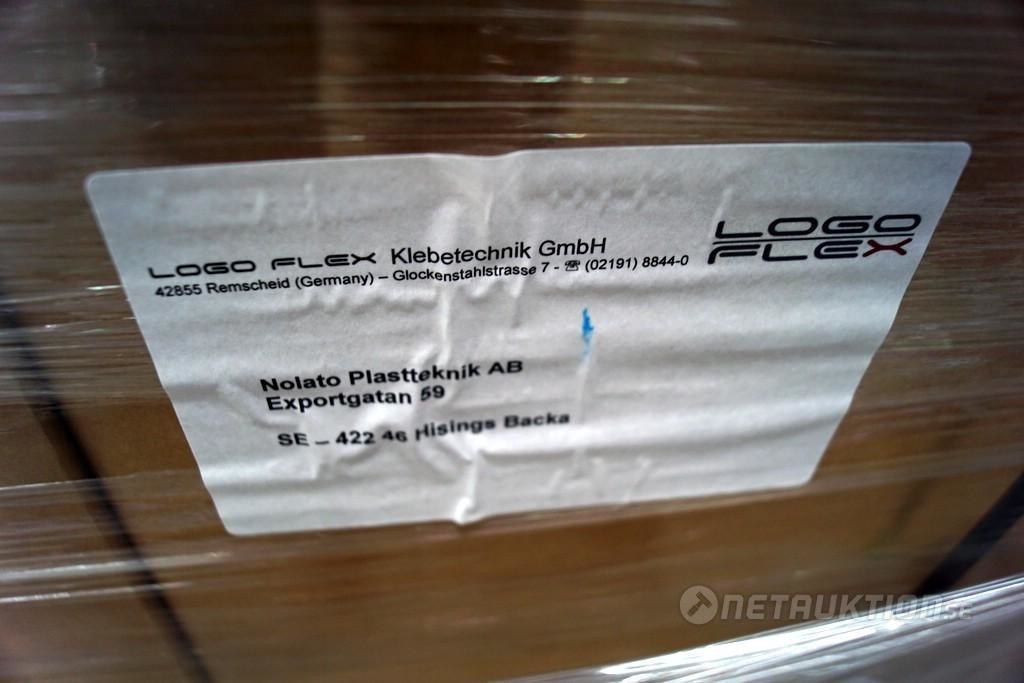 LOGO FLEX Klebetechnik GmbH
42855 Remscheid (Germany) – Glockenstahlstrasse 7 - ☎ (02191) 8844-0
LOGO
FLEX
Nolato Plastteknik AB
Exportgatan 59
SE – 422 46 Hisings Backa
NETAUKTION.SE